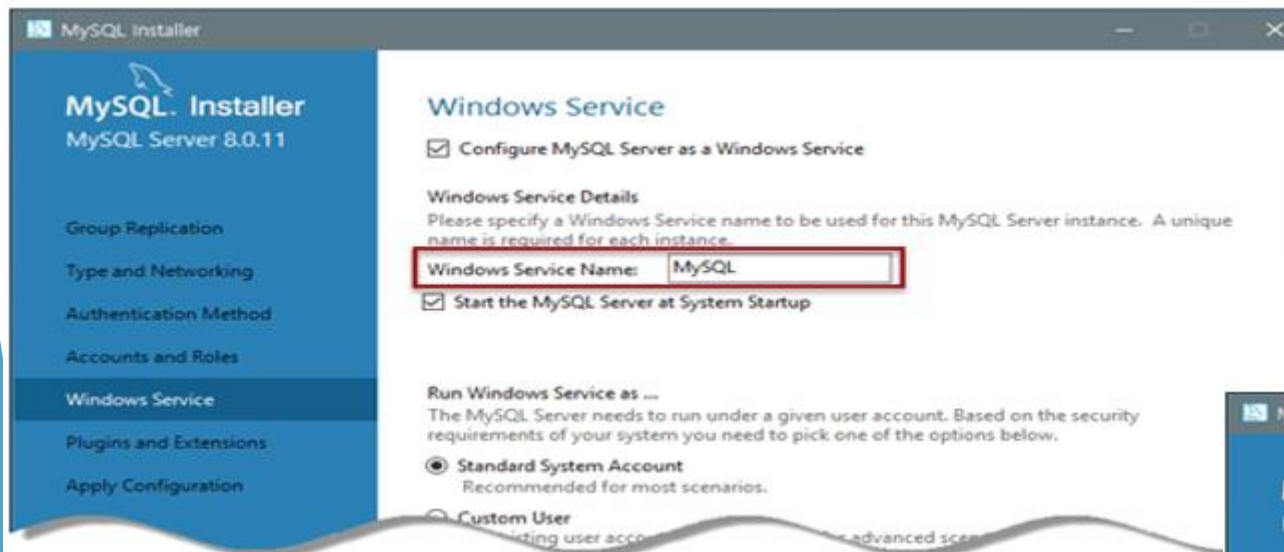 MySQL Installer
MySQL. Installer
MySQL Server 8.0.11
Group Replication
Type and Networking
Authentication Method
Accounts and Roles
Windows Service
Plugins and Extensions
Apply Configuration
Windows Service
Configure MySQL Server as a Windows Service
Windows Service Details
Please specify a Windows Service name to be used for this MySQL Server instance. A unique
name is required for each instance.
Windows Service Name: MySQL
Start the MySQL Server at System Startup
Run Windows Service as ...
The MySQL Server needs to run under a given user account. Based on the security
requirements of your system you need to pick one of the options below.
Standard System Account
Recommended for most scenarios.
Custom User
user advanced